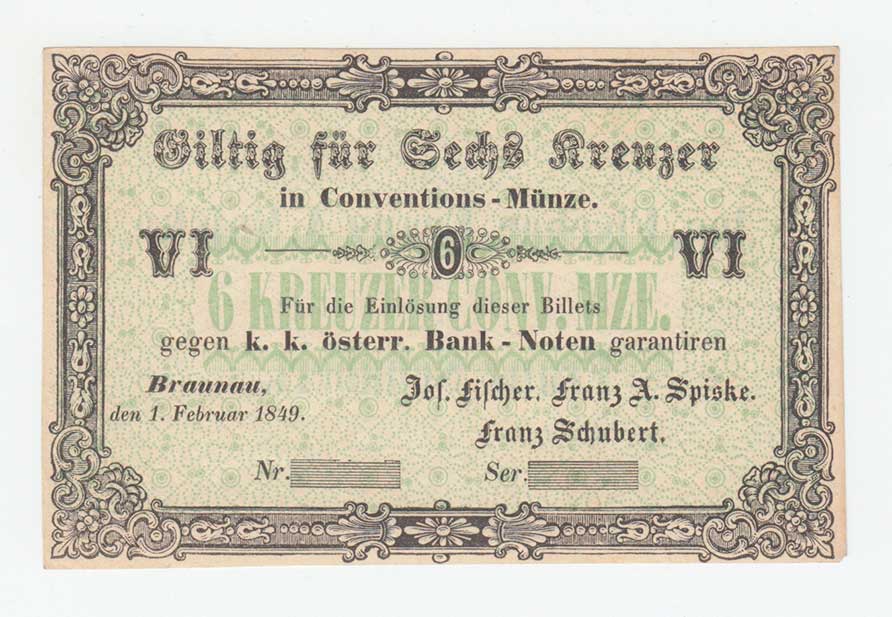 Giltig für Sechs Kreuzer
in Conventions-Münze.
VI 6 VI
6 KREUZER CONV. MZE.
Für die Einlösung dieser Billets
gegen k. k. österr. Bank-Noten garantiren
Braunau,
den 1. Februar 1849.
Jos. Fischer. Franz A. Spiske.
Franz Schubert.
Nr. Ser.